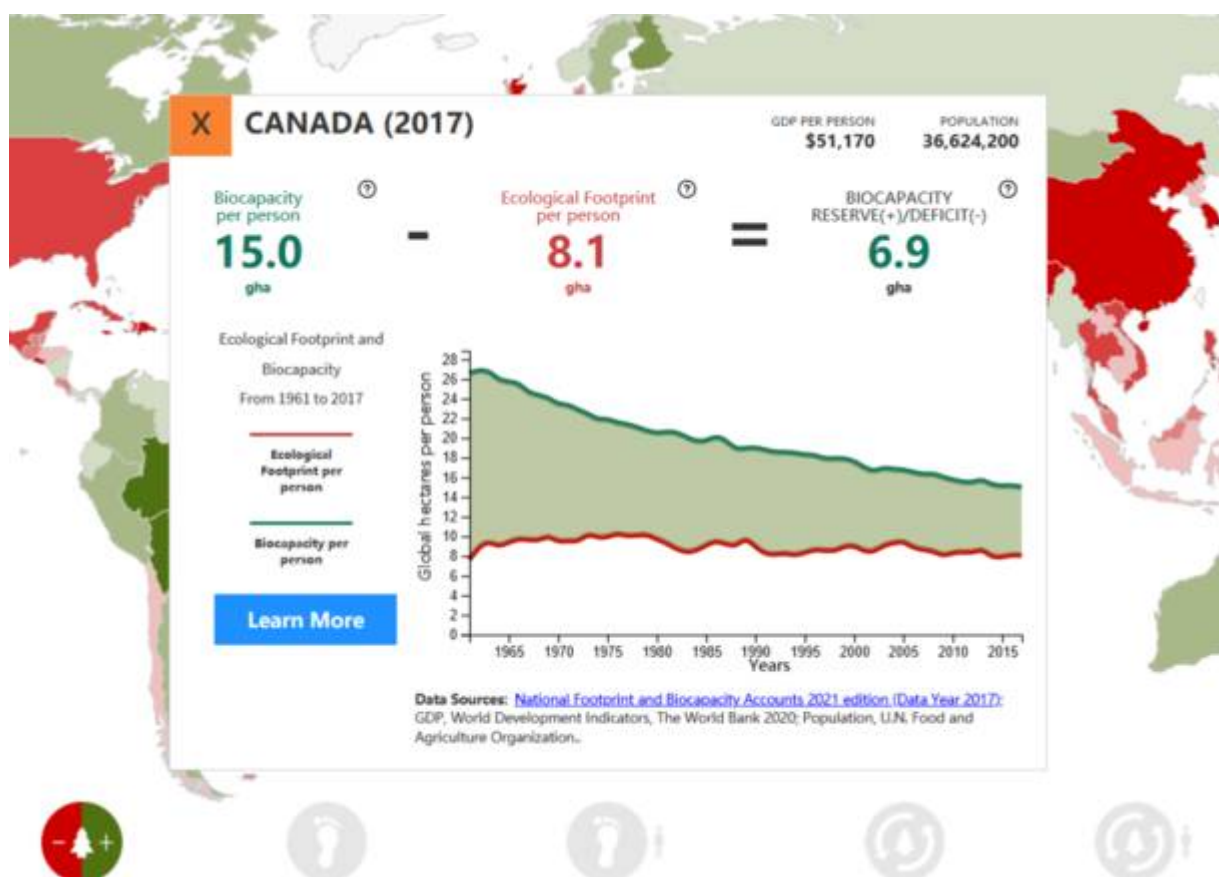 X
CANADA (2017)
GDP PER PERSON
$51,170
POPULATION
36,624,200
Biocapacity
per person
15.0
gha
?
-
Ecological Footprint
per person
8.1
gha
?
=
BIOCAPACITY
RESERVE(+)/DEFICIT(-)
6.9
gha
?
Ecological Footprint and
Biocapacity
From 1961 to 2017
Ecological
Footprint per
person
Biocapacity per
person
Learn More
Global hectares per person
28
26
24
22
20
18
16
14
12
10
8
6
4
2
0
1965 1970 1975 1980 1985 1990 1995 2000 2005 2010 2015
Years
Data Sources: National Footprint and Biocapacity Accounts 2021 edition (Data Year 2017);
GDP, World Development Indicators, The World Bank 2020; Population, U.N. Food and
Agriculture Organization..
- +